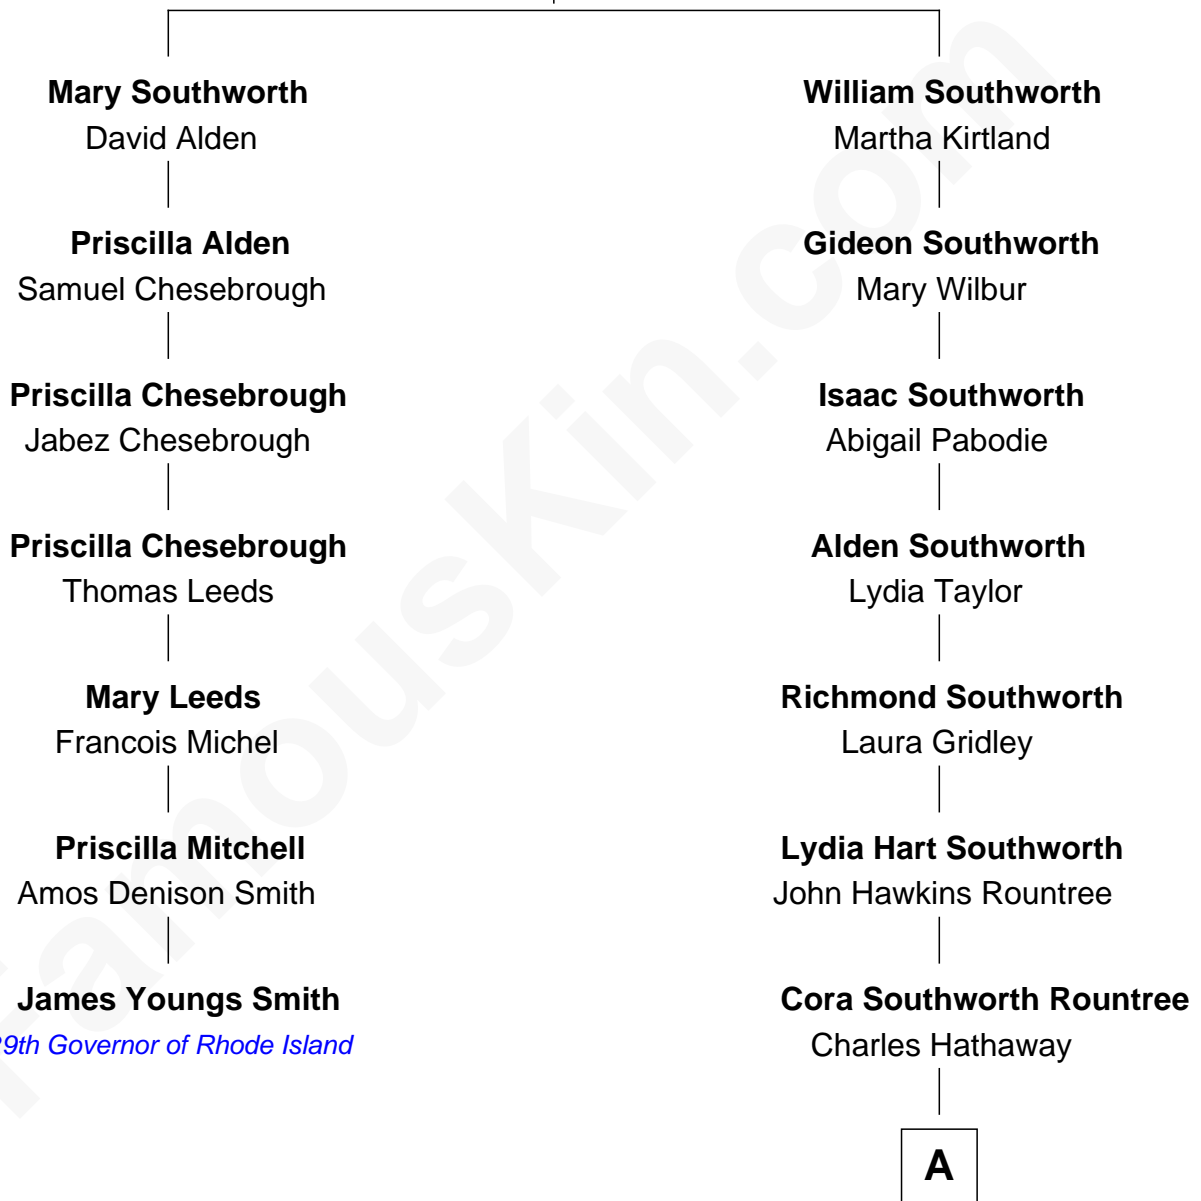 Mary Southworth
David Alden
Priscilla Alden
Samuel Chesebrough
Priscilla Chesebrough
Jabez Chesebrough
Priscilla Chesebrough
Thomas Leeds
Mary Leeds
Francois Michel
Priscilla Mitchell
Amos Denison Smith
James Youngs Smith
9th Governor of Rhode Island
William Southworth
Martha Kirtland
Gideon Southworth
Mary Wilbur
Isaac Southworth
Abigail Pabodie
Alden Southworth
Lydia Taylor
Richmond Southworth
Laura Gridley
Lydia Hart Southworth
John Hawkins Rountree
Cora Southworth Rountree
Charles Hathaway
A
FamousKin.com